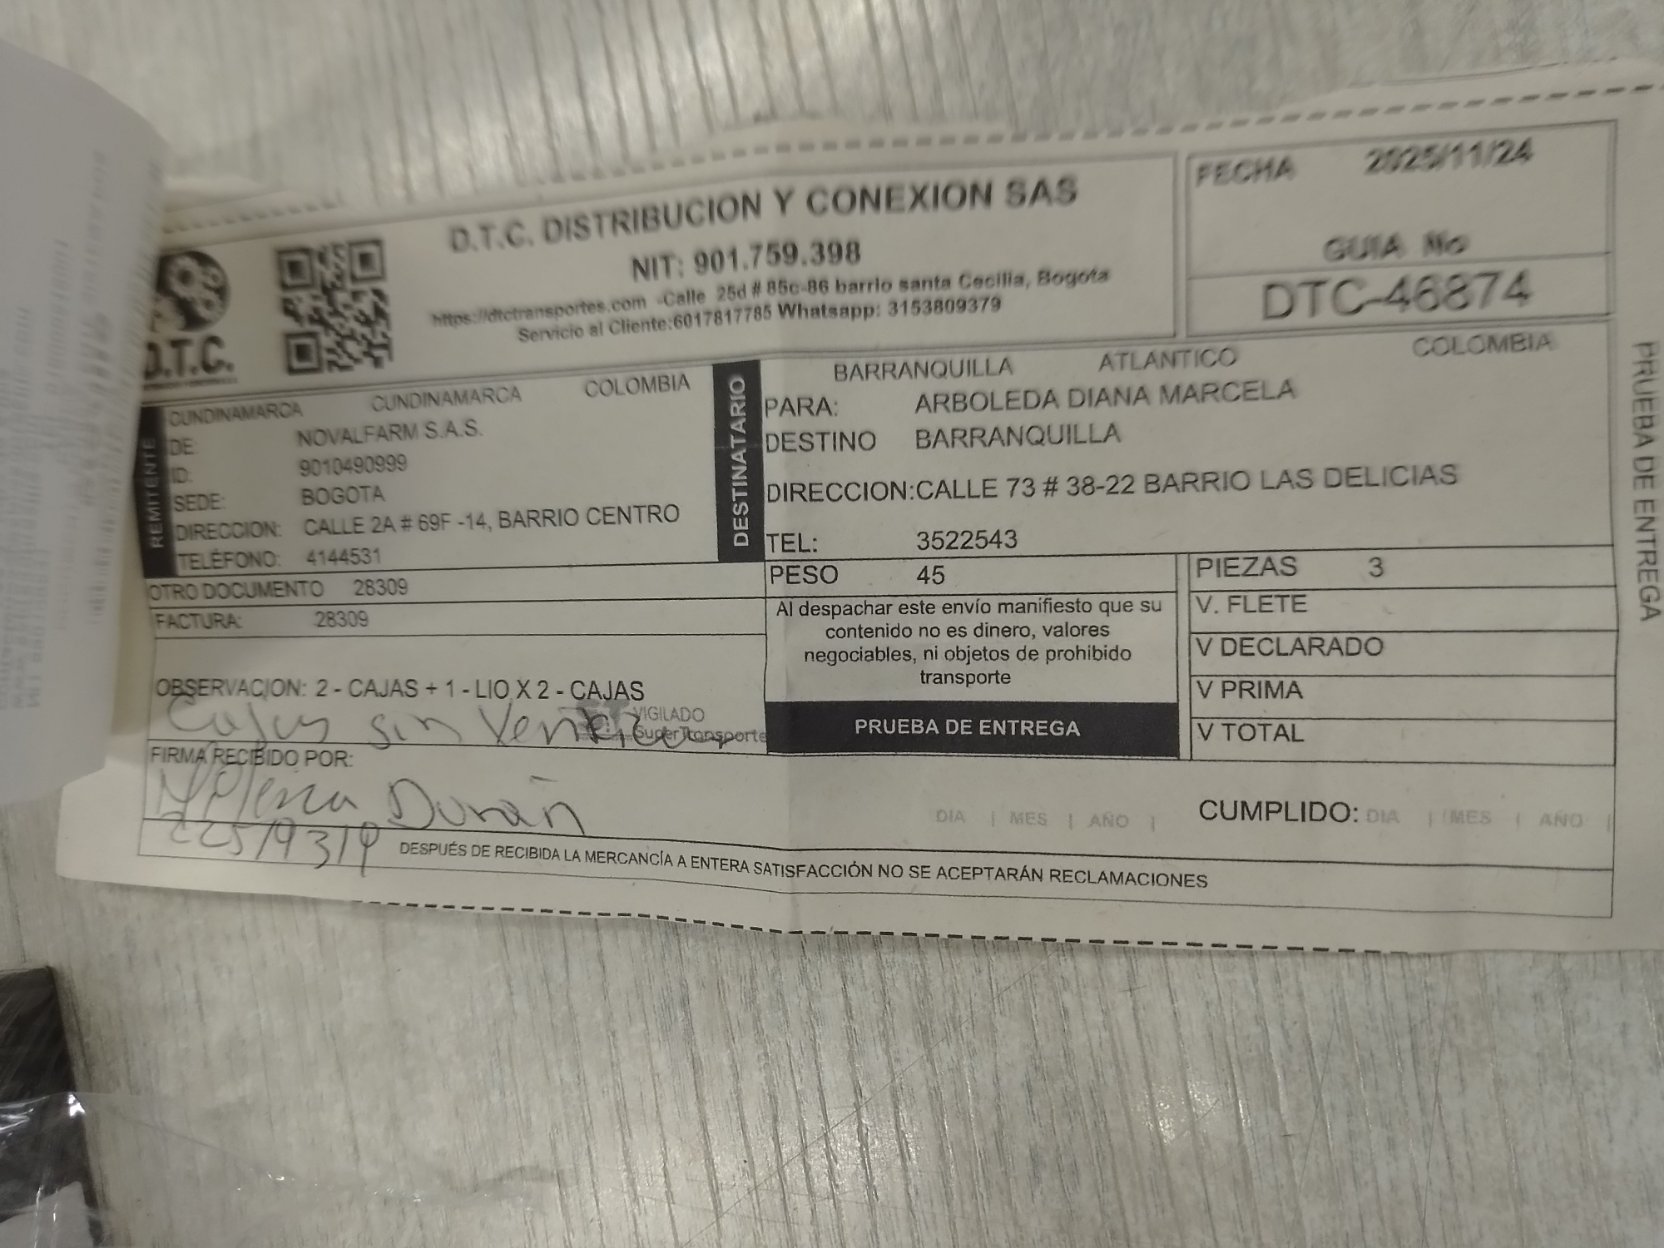 D.T.C. DISTRIBUCION Y CONEXION SAS
NIT: 901.759.398
https://dtctransportes.com -Calle 25d # 85c-86 barrio santa Cecilia, Bogota
Servicio al Cliente:6017817785 Whatsapp: 3153809379
D.T.C.
FECHA 2025/11/24
GUIA No
DTC-46874
REMITENTE
CUNDINAMARCA CUNDINAMARCA COLOMBIA
DE: NOVALFARM S.A.S.
ID: 9010490999
SEDE: BOGOTA
DIRECCION: CALLE 2A # 69F -14, BARRIO CENTRO
TELÉFONO: 4144531
DESTINATARIO
BARRANQUILLA ATLANTICO COLOMBIA
PARA: ARBOLEDA DIANA MARCELA
DESTINO BARRANQUILLA
DIRECCION:CALLE 73 # 38-22 BARRIO LAS DELICIAS
TEL: 3522543
OTRO DOCUMENTO 28309
FACTURA: 28309
PESO 45
Al despachar este envío manifiesto que su
contenido no es dinero, valores
negociables, ni objetos de prohibido
transporte
PRUEBA DE ENTREGA
PIEZAS 3
V. FLETE
V DECLARADO
V PRIMA
V TOTAL
OBSERVACION: 2 - CAJAS + 1 - LIO X 2 - CAJAS
Cajas sin
VIGILADO
SuperTransporte
FIRMA RECIBIDO POR:
Durán
DIA | MES | AÑO |
CUMPLIDO: DIA | MES | AÑO |
DESPUÉS DE RECIBIDA LA MERCANCÍA A ENTERA SATISFACCIÓN NO SE ACEPTARÁN RECLAMACIONES
PRUEBA DE ENTREGA